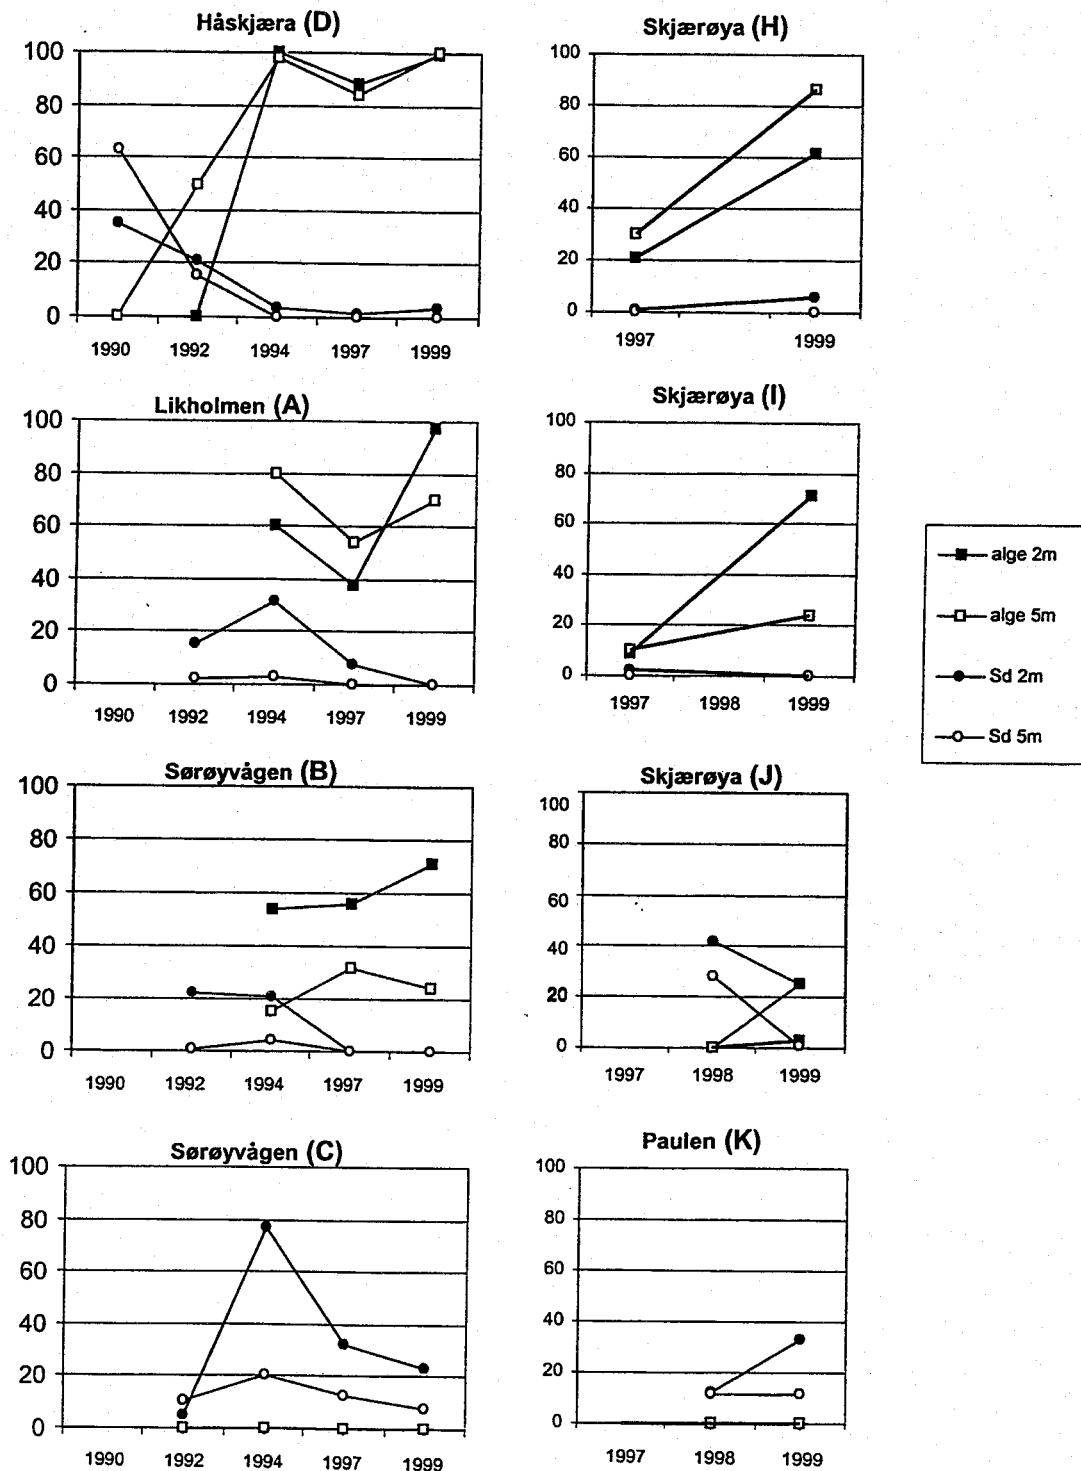 Håskjæra (D)
100
80
60
40
20
0
1990 1992 1994 1997 1999
Skjærøya (H)
100
80
60
40
20
0
1997 1999
Likholmen (A)
100
80
60
40
20
0
1990 1992 1994 1997 1999
Skjærøya (I)
100
80
60
40
20
0
1997 1998 1999
alge 2m
alge 5m
Sd 2m
Sd 5m
Sørøyvågen (B)
100
80
60
40
20
0
1990 1992 1994 1997 1999
Skjærøya (J)
100
80
60
40
20
0
1997 1998 1999
Sørøyvågen (C)
100
80
60
40
20
0
1990 1992 1994 1997 1999
Paulen (K)
100
80
60
40
20
0
1997 1998 1999